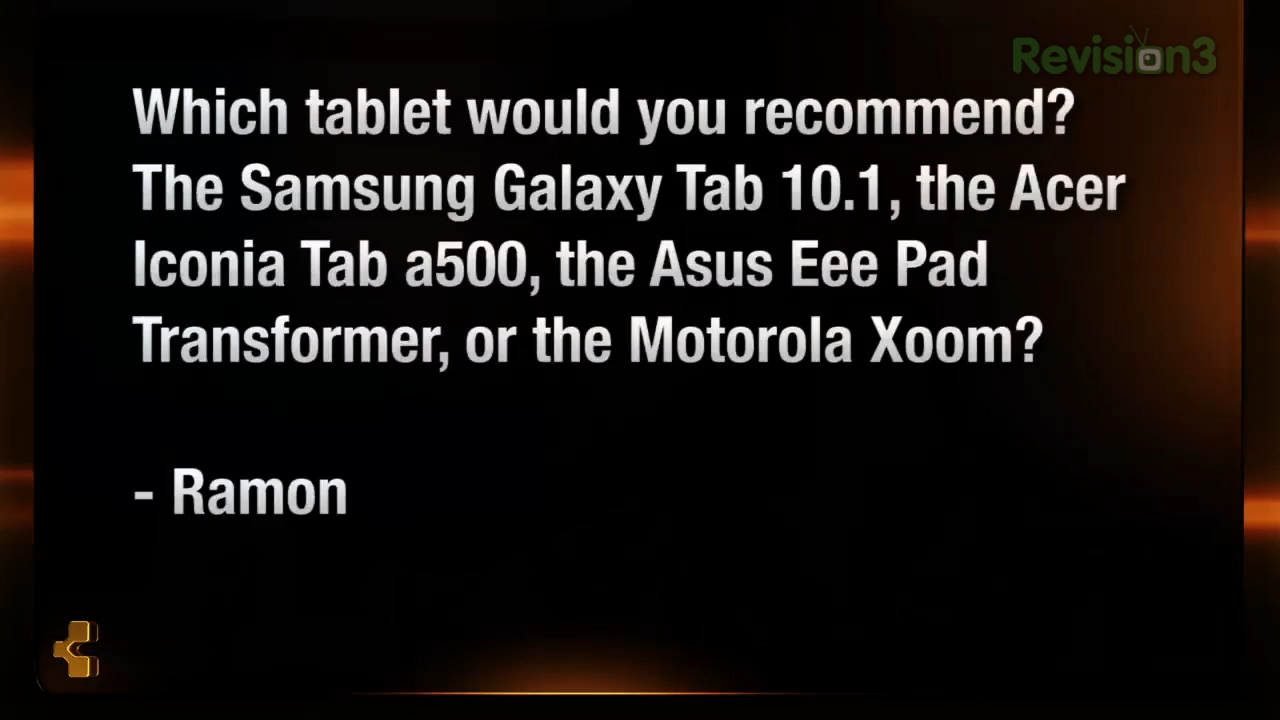 Revision3
Which tablet would you recommend?
The Samsung Galaxy Tab 10.1, the Acer
Iconia Tab a500, the Asus Eee Pad
Transformer, or the Motorola Xoom?
- Ramon